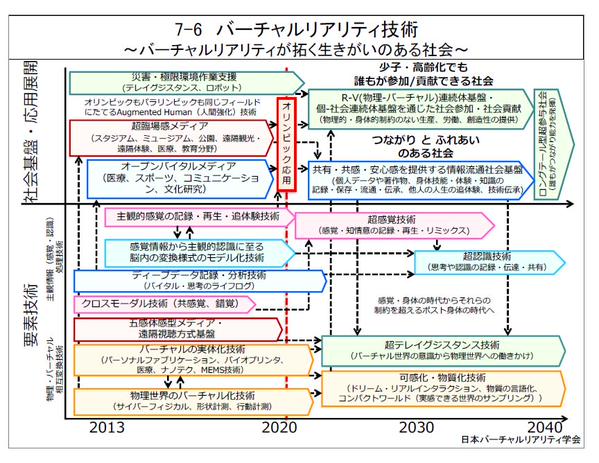 7-6 バーチャルリアリティ技術
～バーチャルリアリティが拓く生きがいのある社会～
社会基盤・応用展開
災害・極限環境作業支援
(テレイグジスタンス、ロボット)
オリンピックもパラリンピックも同じフィールド
にたてるAugmented Human(人間強化)技術
超臨場感メディア
(スタジアム、ミュージアム、公園、遠隔観光・
遠隔体験、医療、教育分野)
オープンバイタルメディア
(医療、スポーツ、コミュニケーション、
文化研究)
オリンピック応用
少子・高齢化でも
誰もが参加/貢献できる社会
R-V(物理-バーチャル)連続体基盤・
個-社会連続体基盤を通じた社会参加・社会貢献
(物理的・身体的制約のない生産、労働、創造性の提供)
つながり と ふれあい
のある社会
共有・共感・安心感を提供する情報流通社会基盤
(個人データや著作物、身体技能・体験・知識の
記録・保存・流通・伝承、他人の人生の追体験、技術伝承)
ロングテール型超参与社会
(誰もがつながり能力を発揮)
要素技術
主観情報(感覚・認識)
処理技術
主観的感覚の記録・再生・追体験技術
感覚情報から主観的認識に至る
脳内の変換様式のモデル化技術
ディープデータ記録・分析技術
(バイタル・思考のライフログ)
クロスモーダル技術(共感覚、錯覚)
超感覚技術
(感覚・知情意の記録・再生・リミックス)
超認識技術
(思考や認識の記録・伝達・共有)
感覚・身体の時代からそれらの
制約を超えるポスト身体の時代へ
物理・バーチャル
相互変換技術
五感体感型メディア・
遠隔視聴方式基盤
バーチャルの実体化技術
(パーソナルファブリケーション、バイオプリンタ、
医療、ナノテク、MEMS技術)
物理世界のバーチャル化技術
(サイバーフィジカル、形状計測、行動計測)
超テレイグジスタンス技術
(バーチャル世界の意識から物理世界への働きかけ)
可感化・物質化技術
(ドリーム・リアルインタラクション、物質の言語化、
コンパクトワールド(実感できる世界のサンプリング))
2013 2020 2030 2040
日本バーチャルリアリティ学会